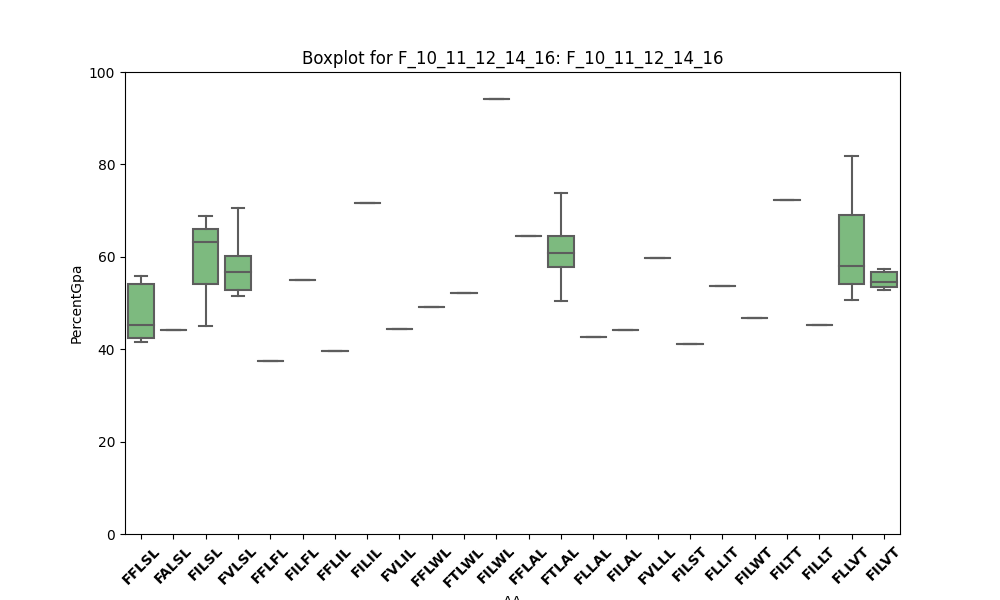 Boxplot for F_10_11_12_14_16: F_10_11_12_14_16
100
80
60
40
20
0
PercentGpa
FFLSL FALSL FILSL FVLSL FFLFL FILFL FFLIL FILIL FVLIL FFLWL FTLWL FILWL FFLAL FTLAL FLLAL FILAL FVLLL FILST FLLIT FILWT FILTT FILLT FLLVT FILVT
AA